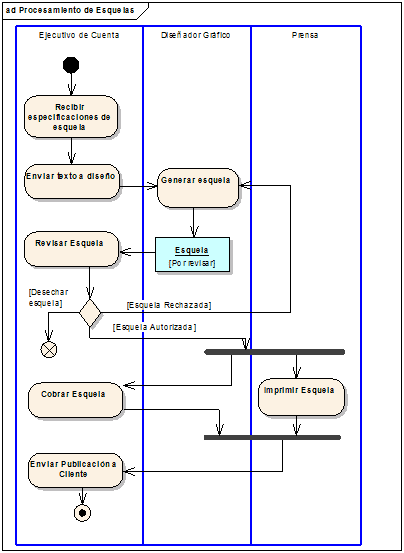 ad Procesamiento de Esquelas
Ejecutivo de Cuenta
Diseñador Gráfico
Prensa
Recibir
especificaciones de
esquela
Enviar texto a diseño
Generar esquela
Revisar Esquela
Esquela
[Por revisar]
[Desechar
esquela]
[Esquela Rechazada]
[Esquela Autorizada]
Cobrar Esquela
Imprimir Esquela
Enviar Publicación a
Cliente